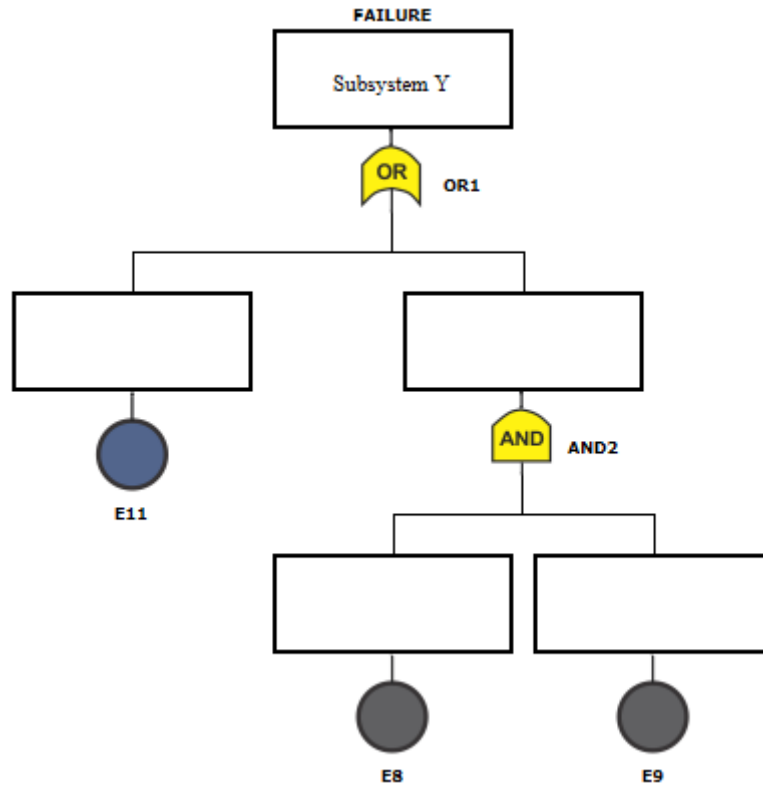 FAILURE
Subsystem Y
OR
OR1
AND
AND2
E11
E8
E9